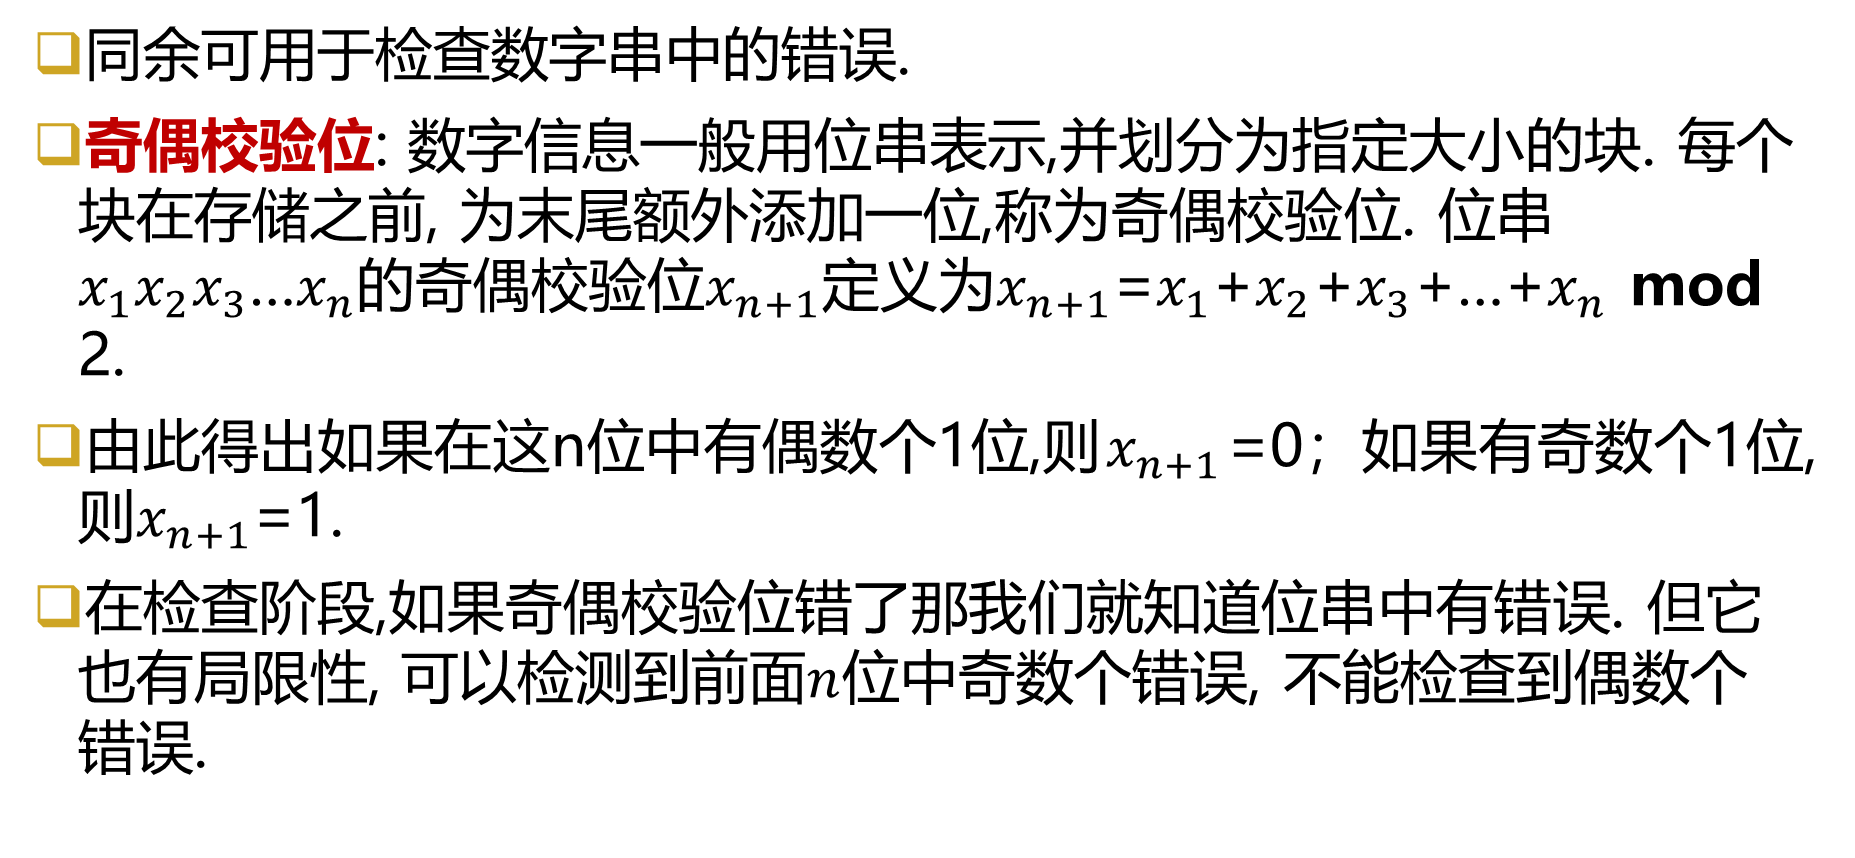 ❑同余可用于检查数字串中的错误.
❑奇偶校验位: 数字信息一般用位串表示,并划分为指定大小的块. 每个
块在存储之前, 为末尾额外添加一位,称为奇偶校验位. 位串
𝑥₁𝑥₂𝑥₃…𝑥ₙ的奇偶校验位𝑥ₙ₊₁定义为𝑥ₙ₊₁=𝑥₁+𝑥₂+𝑥₃+…+𝑥ₙ mod
2.
❑由此得出如果在这n位中有偶数个1位,则𝑥ₙ₊₁=0；如果有奇数个1位,
则𝑥ₙ₊₁=1.
❑在检查阶段,如果奇偶校验位错了那我们就知道位串中有错误. 但它
也有局限性, 可以检测到前面𝑛位中奇数个错误, 不能检查到偶数个
错误.